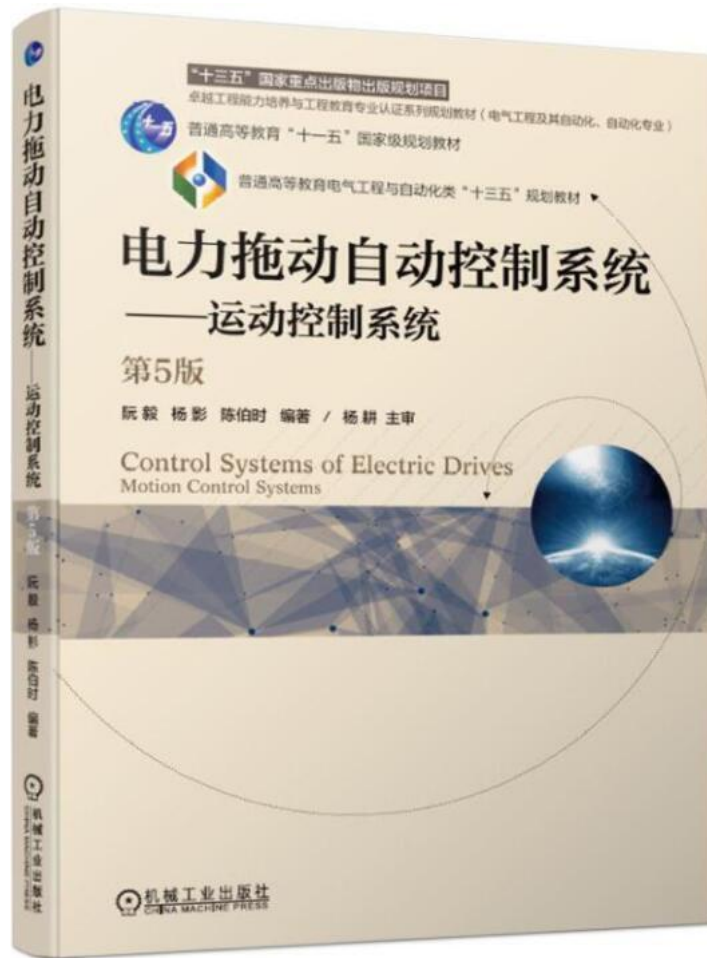 "十三五"国家重点出版物出版规划项目
卓越工程能力培养与工程教育专业认证系列规划教材（电气工程及其自动化、自动化专业）
十一五
普通高等教育"十一五"国家级规划教材
普通高等教育电气工程与自动化类"十三五"规划教材
电力拖动自动控制系统
——运动控制系统
第5版
阮毅 杨影 陈伯时 编著 / 杨耕 主审
Control Systems of Electric Drives
Motion Control Systems
机械工业出版社
CHINA MACHINE PRESS
电力拖动自动控制系统——运动控制系统 第5版
阮毅 杨影 陈伯时 编著
机械工业出版社
CHINA MACHINE PRESS